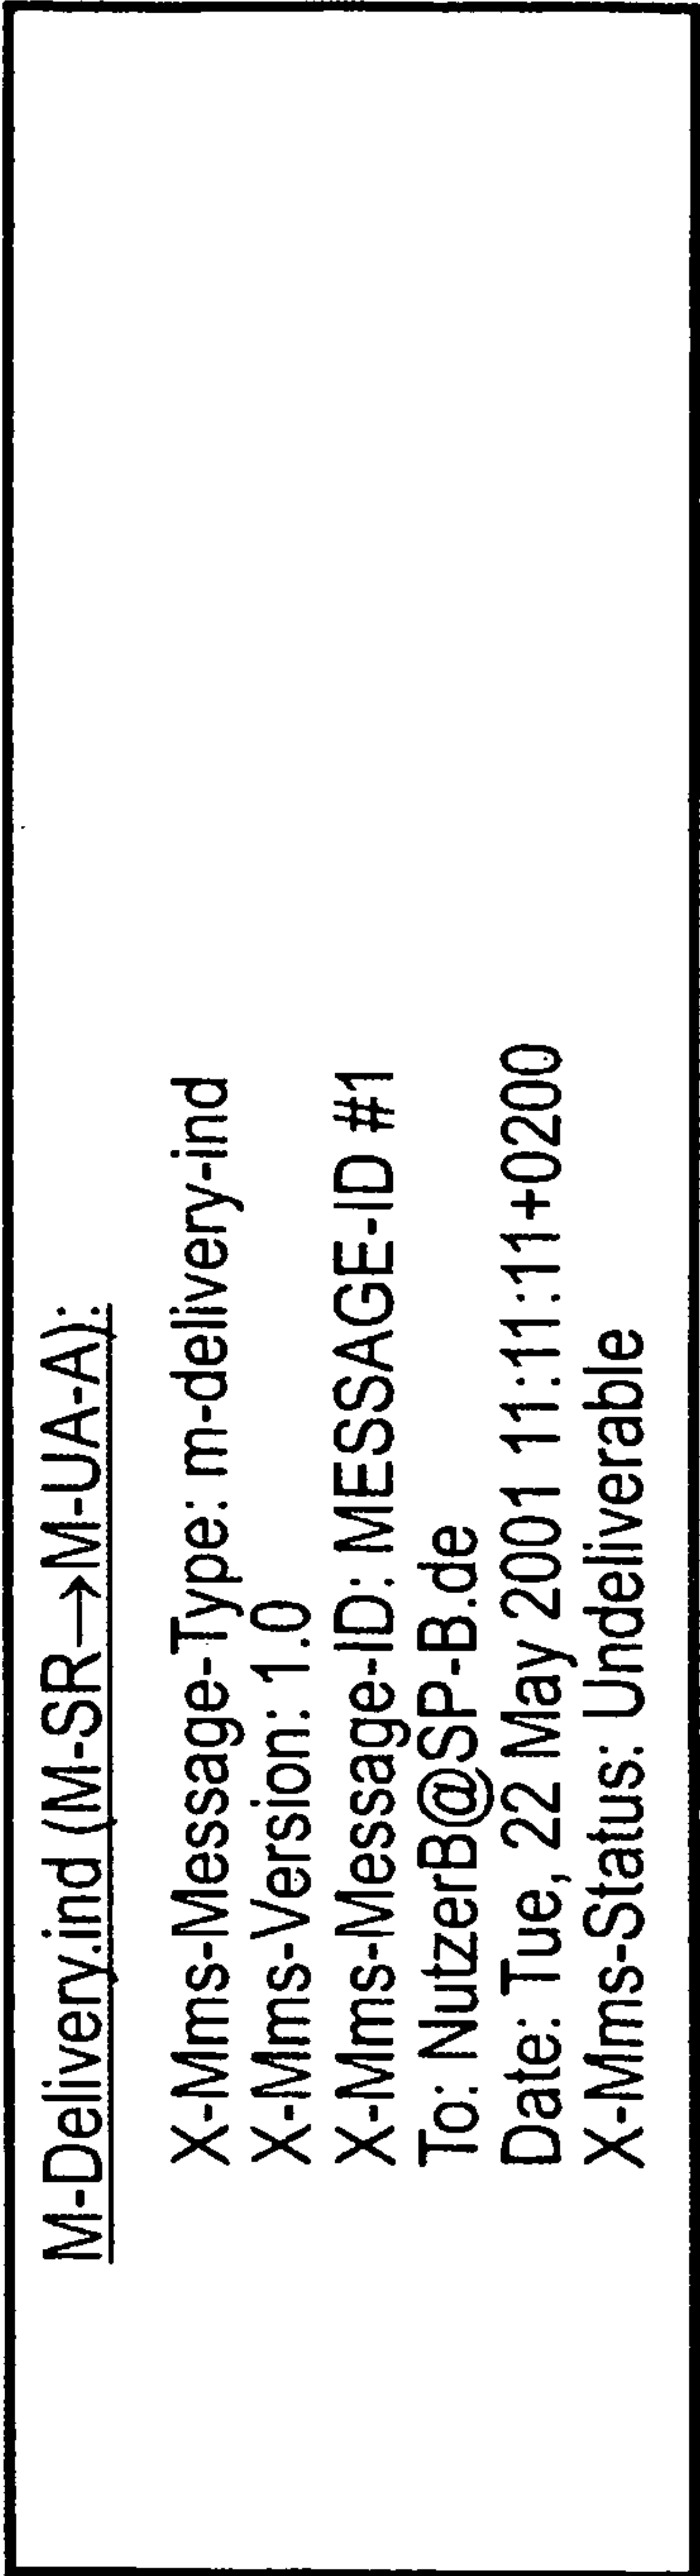 M-Delivery.ind (M-SR→M-UA-A):
X-Mms-Message-Type: m-delivery-ind
X-Mms-Version: 1.0
X-Mms-Message-ID: MESSAGE-ID #1
To: NutzerB@SP-B.de
Date: Tue, 22 May 2001 11:11:11+0200
X-Mms-Status: Undeliverable